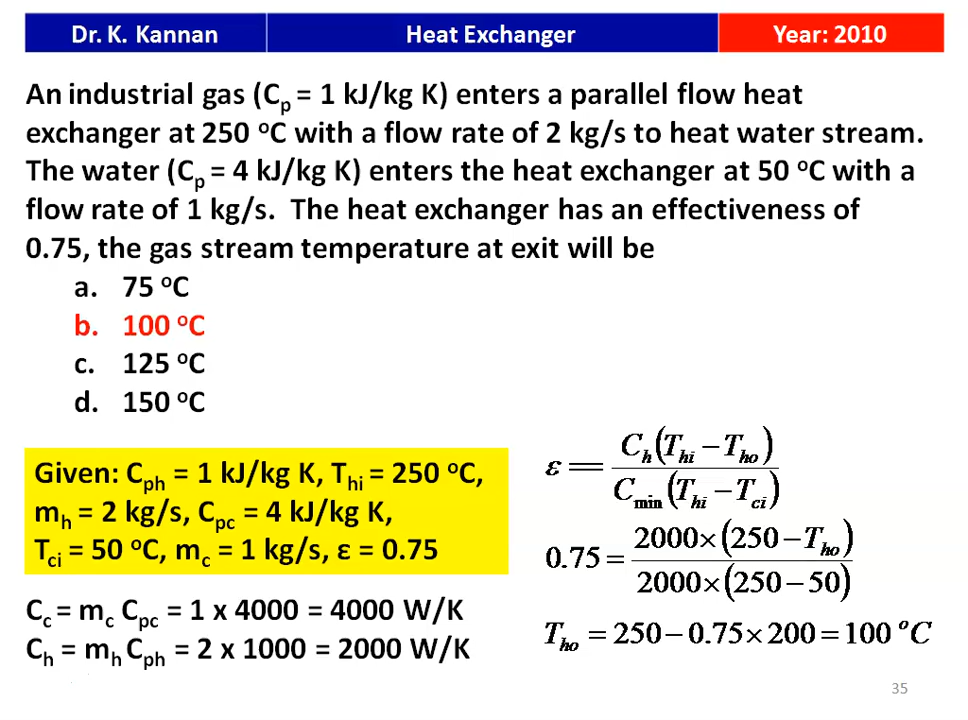 Dr. K. Kannan Heat Exchanger Year: 2010
An industrial gas (Cp = 1 kJ/kg K) enters a parallel flow heat
exchanger at 250 ºC with a flow rate of 2 kg/s to heat water stream.
The water (Cp = 4 kJ/kg K) enters the heat exchanger at 50 ºC with a
flow rate of 1 kg/s. The heat exchanger has an effectiveness of
0.75, the gas stream temperature at exit will be
a. 75 ºC
b. 100 ºC
c. 125 ºC
d. 150 ºC
Given: Cph = 1 kJ/kg K, Thi = 250 ºC,
mh = 2 kg/s, Cpc = 4 kJ/kg K,
Tci = 50 ºC, mc = 1 kg/s, ε = 0.75
Cc = mc Cpc = 1 x 4000 = 4000 W/K
Ch = mh Cph = 2 x 1000 = 2000 W/K
ε = Ch(Thi − Tho) / Cmin(Thi − Tci)
0.75 = 2000×(250 − Tho) / 2000×(250 − 50)
Tho = 250 − 0.75×200 = 100 ºC
35